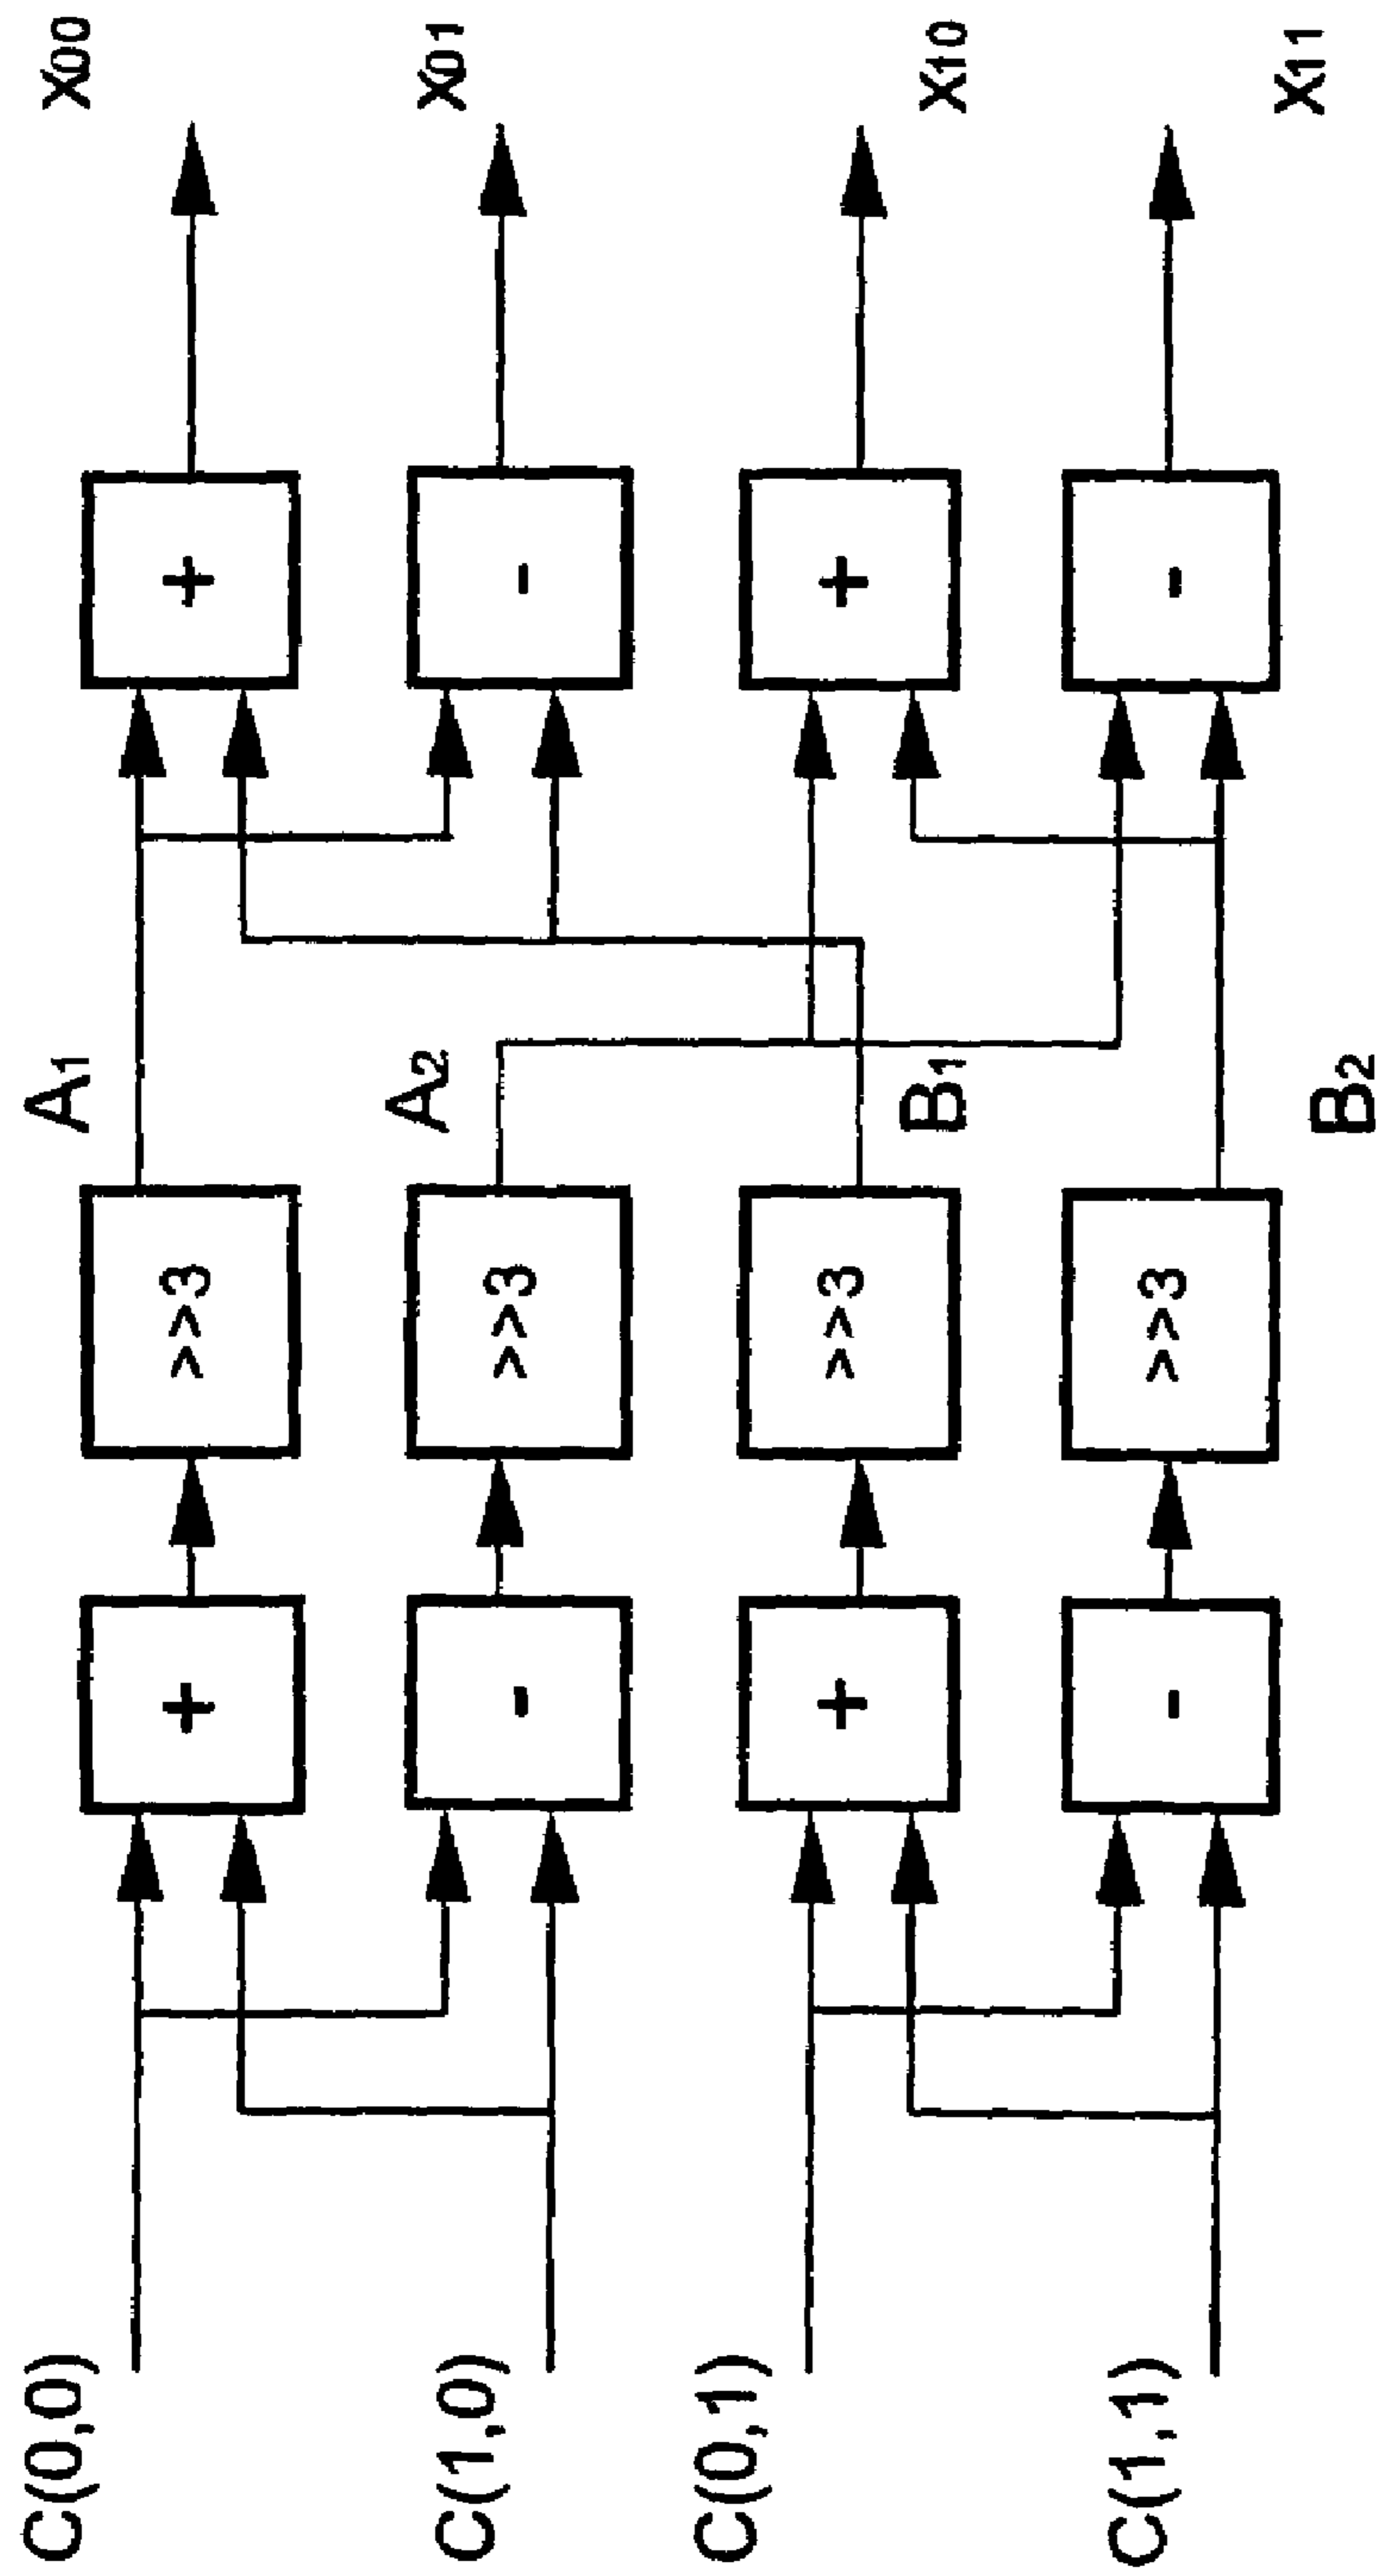 C(0,0)
+
>>3
A1
+
X00
C(1,0)
-
>>3
A2
-
X01
C(0,1)
+
>>3
B1
+
X10
C(1,1)
-
>>3
B2
-
X11